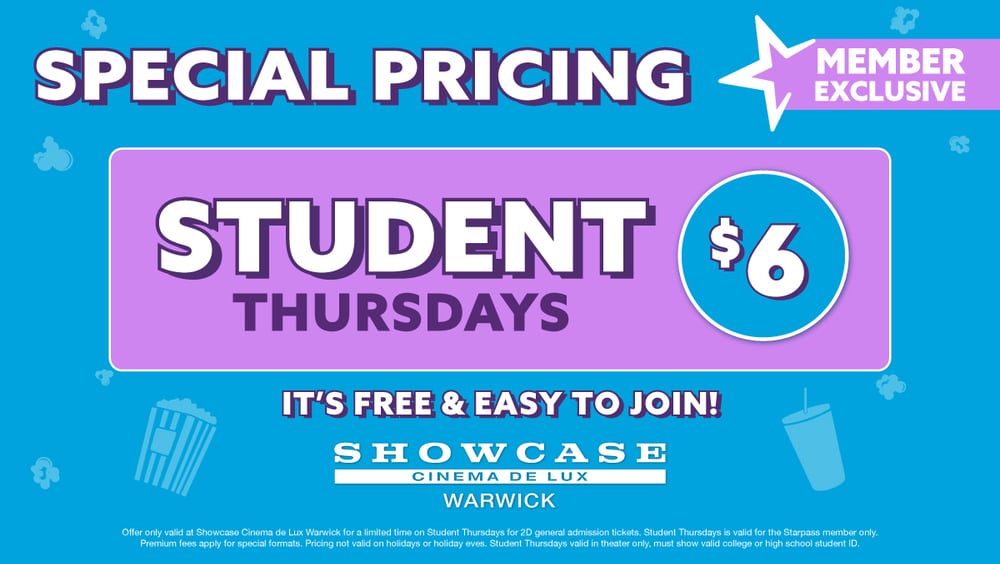 SPECIAL PRICING
MEMBER
EXCLUSIVE
STUDENT
THURSDAYS
$6
IT'S FREE & EASY TO JOIN!
SHOWCASE
CINEMA DE LUX
WARWICK
Offer only valid at Showcase Cinema de Lux Warwick for a limited time on Student Thursdays for 2D general admission tickets. Student Thursdays is valid for the Starpass member only.
Premium fees apply for special formats. Pricing not valid on holidays or holiday eves. Student Thursdays valid in theater only, must show valid college or high school student ID.